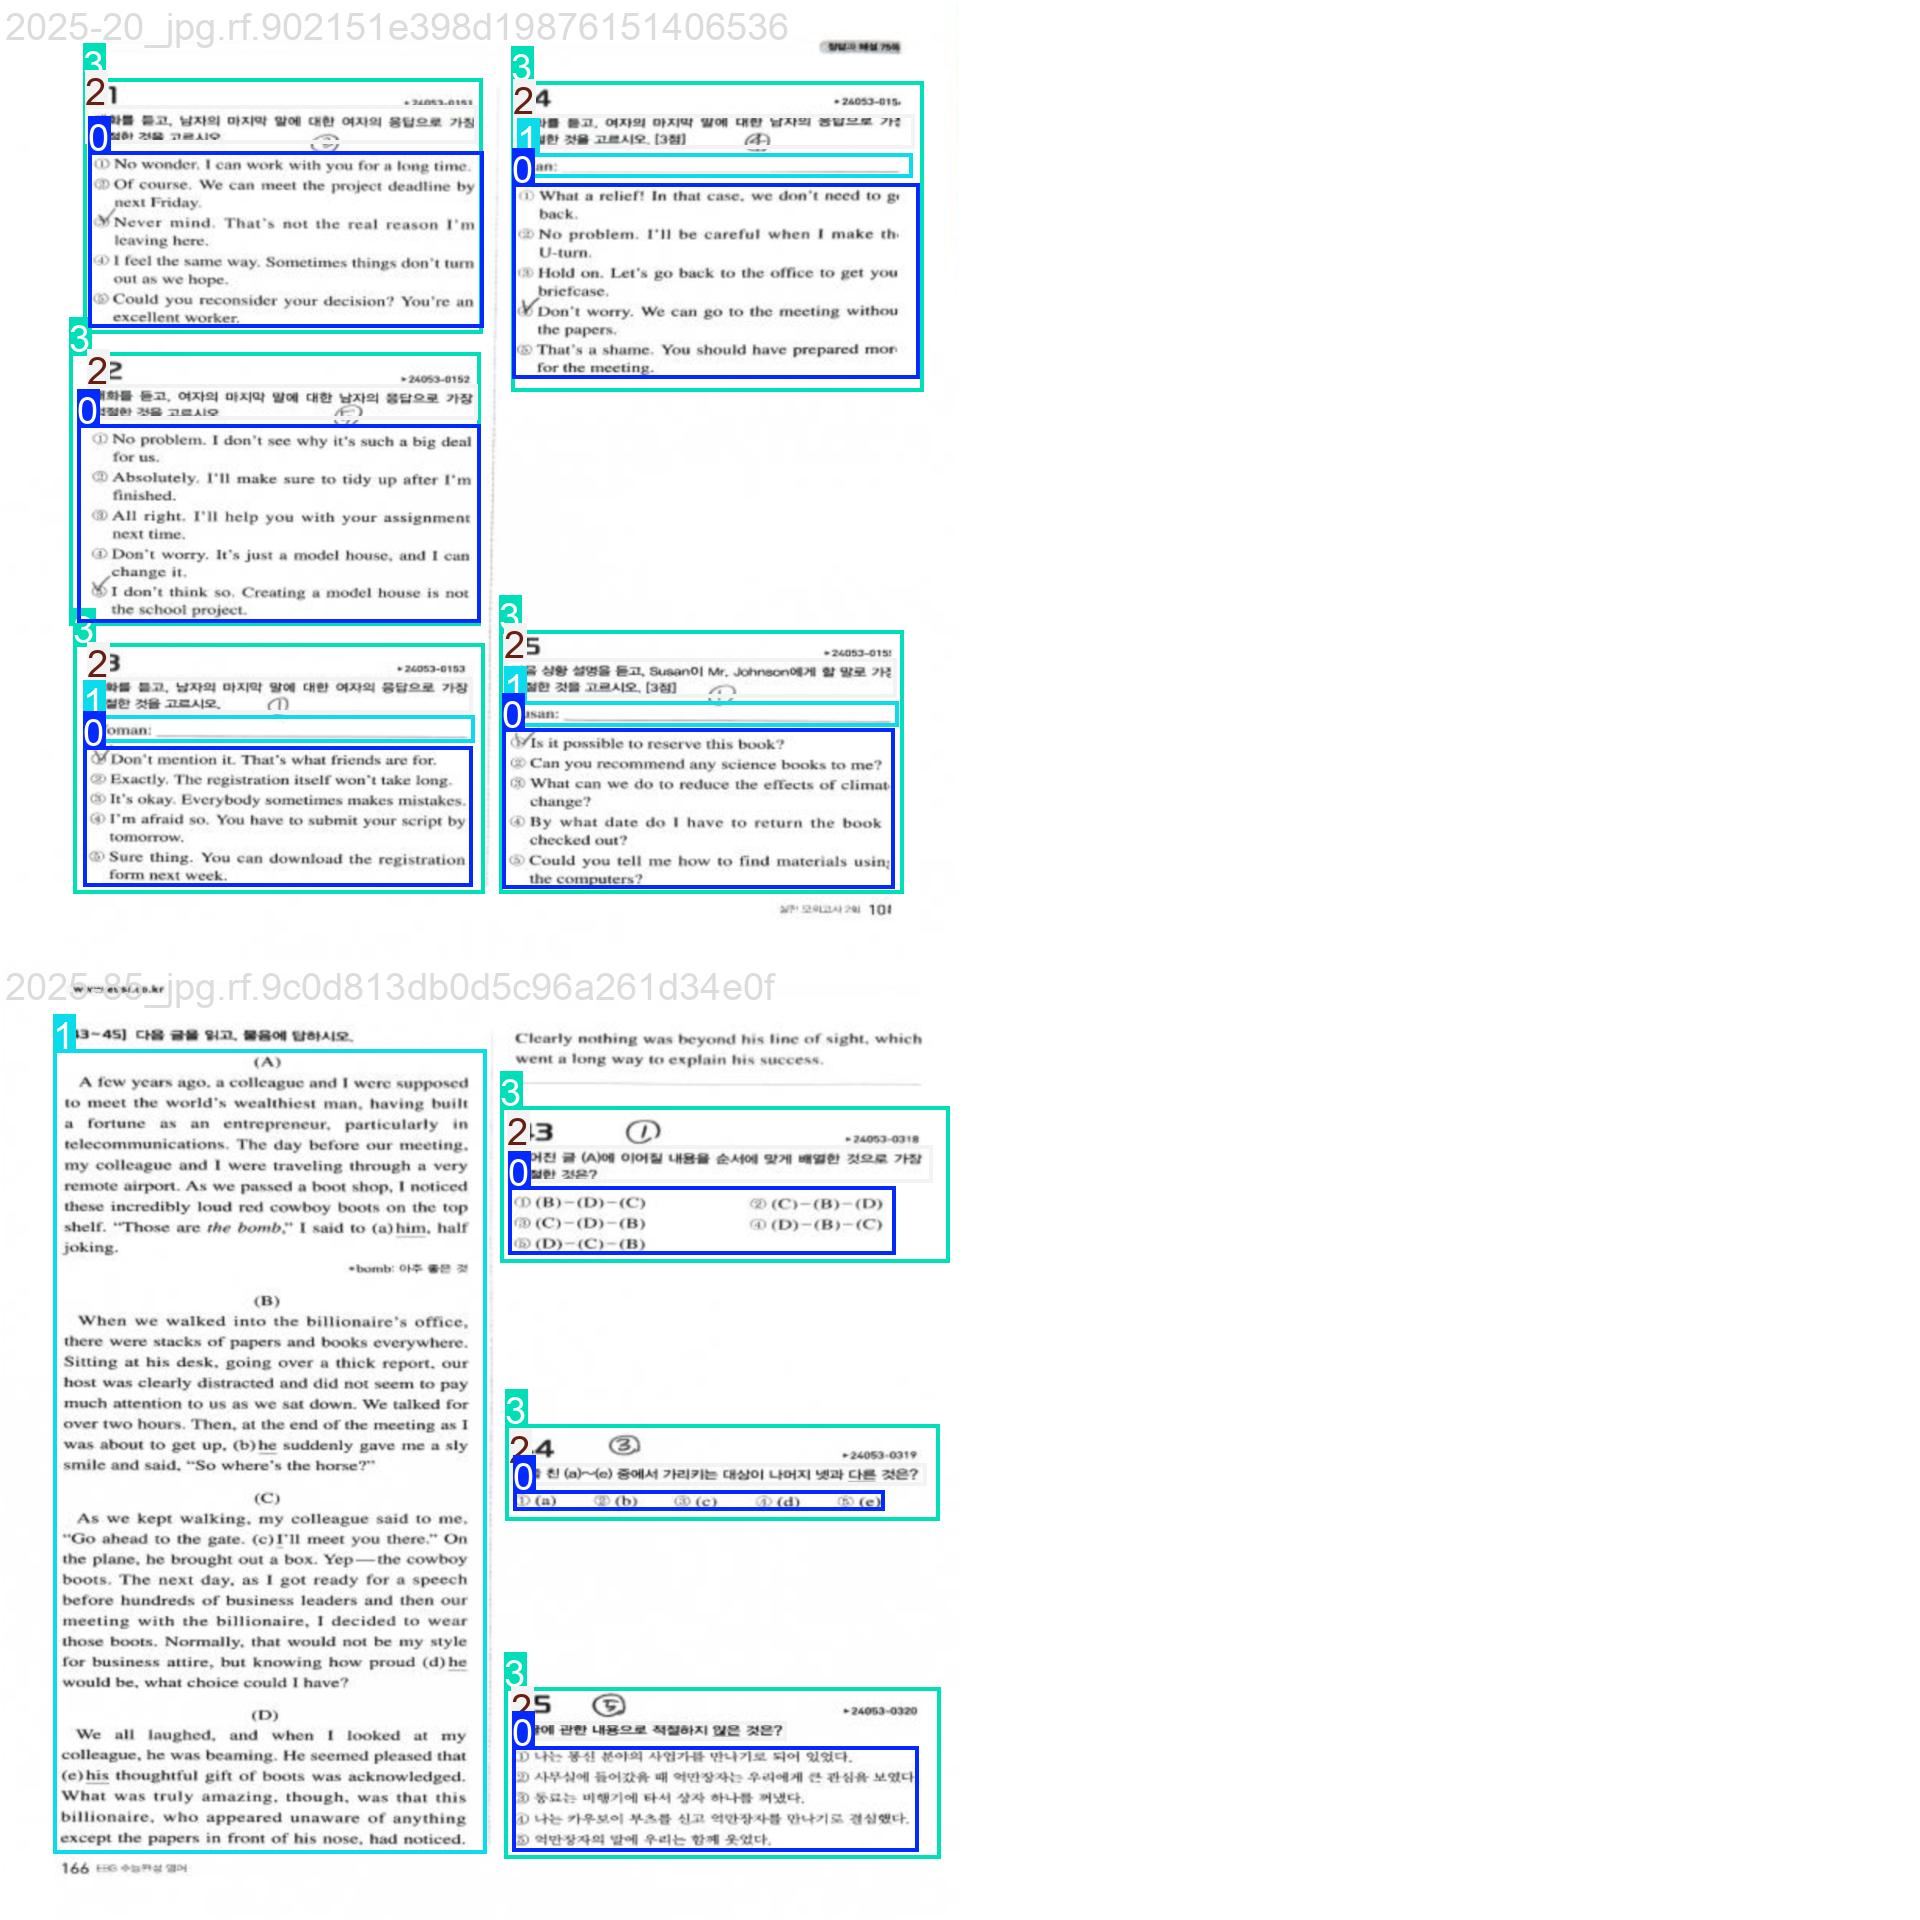 2025-20_jpg.rf.902151e398d19876151406536
3
2 1
▸24053-0151
화를 듣고, 남자의 마지막 말에 대한 여자의 응답으로 가장
0 절한 것을 고르시오
① No wonder. I can work with you for a long time.
② Of course. We can meet the project deadline by
next Friday.
Never mind. That's not the real reason I'm
leaving here.
④ I feel the same way. Sometimes things don't turn
out as we hope.
⑤ Could you reconsider your decision? You're an
excellent worker.
3
2 2
▸24053-0152
화를 듣고, 여자의 마지막 말에 대한 남자의 응답으로 가장
0 절한 것을 고르시오
① No problem. I don't see why it's such a big deal
for us.
② Absolutely. I'll make sure to tidy up after I'm
finished.
③ All right. I'll help you with your assignment
next time.
④ Don't worry. It's just a model house, and I can
change it.
⑤ I don't think so. Creating a model house is not
the school project.
3
2 3
▸24053-0153
화를 듣고, 남자의 마지막 말에 대한 여자의 응답으로 가장
1 절한 것을 고르시오. ①
0 oman:
① Don't mention it. That's what friends are for.
② Exactly. The registration itself won't take long.
③ It's okay. Everybody sometimes makes mistakes.
④ I'm afraid so. You have to submit your script by
tomorrow.
⑤ Sure thing. You can download the registration
form next week.
정답과 해설 75쪽
3
2 4
▸24053-015
화를 듣고, 여자의 마지막 말에 대한 남자의 응답으로
1 절한 것을 고르시오. [3점] ④
0 an:
① What a relief! In that case, we don't need to g
back.
② No problem. I'll be careful when I make th
U-turn.
③ Hold on. Let's go back to the office to get you
briefcase.
Don't worry. We can go to the meeting withou
the papers.
⑤ That's a shame. You should have prepared mor
for the meeting.
3
2 5
▸24053-015
상황 설명을 듣고, Susan이 Mr. Johnson에게 할 말로
1 절한 것을 고르시오. [3점] ①
0 usan:
① Is it possible to reserve this book?
② Can you recommend any science books to me?
③ What can we do to reduce the effects of climat
change?
④ By what date do I have to return the book
checked out?
⑤ Could you tell me how to find materials using
the computers?
실전 모의고사 2회 10
2025-85_jpg.rf.9c0d813db0d5c96a261d34e0f
www.ebsi.co.kr
1 3~45] 다음 글을 읽고, 물음에 답하시오.
(A)
A few years ago, a colleague and I were supposed
to meet the world's wealthiest man, having built
a fortune as an entrepreneur, particularly in
telecommunications. The day before our meeting,
my colleague and I were traveling through a very
remote airport. As we passed a boot shop, I noticed
these incredibly loud red cowboy boots on the top
shelf. “Those are the bomb,” I said to (a) him, half
joking.
*bomb: 아주 좋은 것
(B)
When we walked into the billionaire's office,
there were stacks of papers and books everywhere.
Sitting at his desk, going over a thick report, our
host was clearly distracted and did not seem to pay
much attention to us as we sat down. We talked for
over two hours. Then, at the end of the meeting as I
was about to get up, (b) he suddenly gave me a sly
smile and said, “So where's the horse?”
(C)
As we kept walking, my colleague said to me,
“Go ahead to the gate. (c) I'll meet you there.” On
the plane, he brought out a box. Yep—the cowboy
boots. The next day, as I got ready for a speech
before hundreds of business leaders and then our
meeting with the billionaire, I decided to wear
those boots. Normally, that would not be my style
for business attire, but knowing how proud (d) he
would be, what choice could I have?
(D)
We all laughed, and when I looked at my
colleague, he was beaming. He seemed pleased that
(e) his thoughtful gift of boots was acknowledged.
What was truly amazing, though, was that this
billionaire, who appeared unaware of anything
except the papers in front of his nose, had noticed.
166 EBS 수능완성 영어
Clearly nothing was beyond his line of sight, which
went a long way to explain his success.
3
2 3 ①
▸24053-0318
어진 글 (A)에 이어질 내용을 순서에 맞게 배열한 것으로 가장
0 절한 것은?
① (B)-(D)-(C) ② (C)-(B)-(D)
③ (C)-(D)-(B) ④ (D)-(B)-(C)
⑤ (D)-(C)-(B)
3
2 4 ③
▸24053-0319
0 친 (a)~(e) 중에서 가리키는 대상이 나머지 넷과 다른 것은?
① (a) ② (b) ③ (c) ④ (d) ⑤ (e)
3
2 5 ⑤
▸24053-0320
0 글에 관한 내용으로 적절하지 않은 것은?
① 나는 통신 분야의 사업가를 만나기로 되어 있었다.
② 사무실에 들어갔을 때 억만장자는 우리에게 큰 관심을 보였다
③ 동료는 비행기에 타서 상자 하나를 꺼냈다.
④ 나는 카우보이 부츠를 신고 억만장자를 만나기로 결심했다.
⑤ 억만장자의 말에 우리는 함께 웃었다.